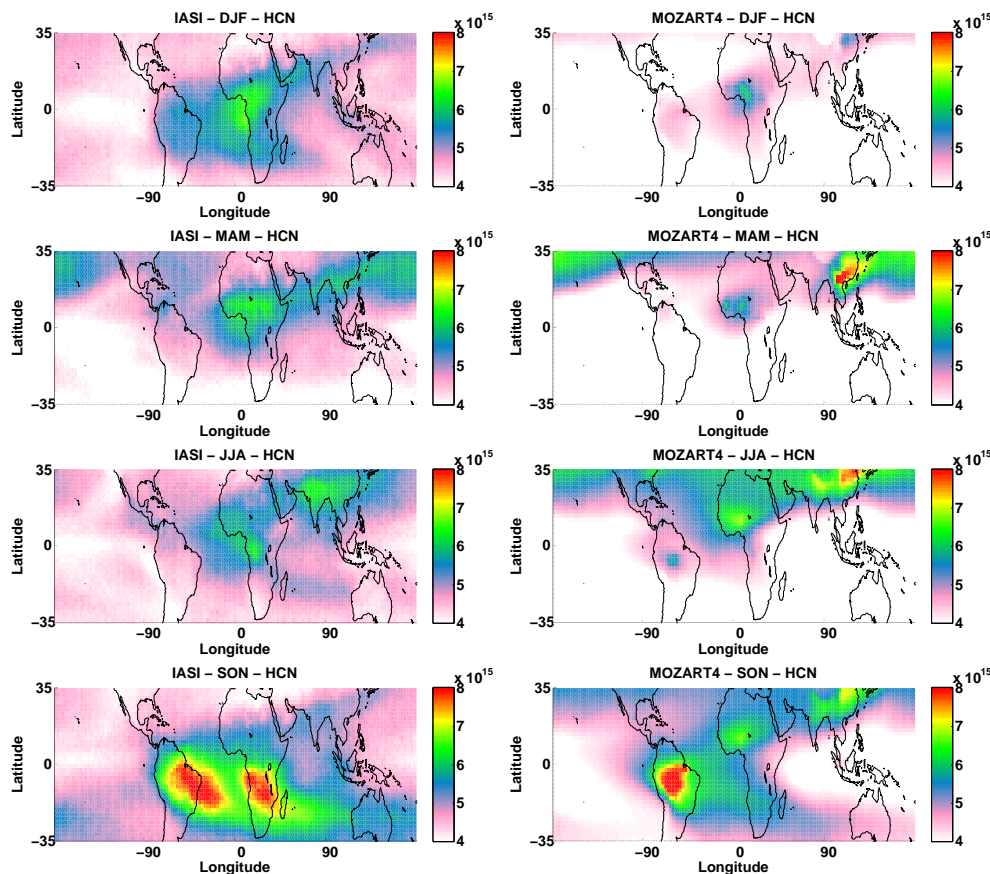 IASI – DJF – HCN
x 10^15
35
0
−35
Latitude
−90
0
90
Longitude
8
7
6
5
4
MOZART4 – DJF – HCN
x 10^15
35
0
−35
Latitude
−90
0
90
Longitude
8
7
6
5
4
IASI – MAM – HCN
x 10^15
35
0
−35
Latitude
−90
0
90
Longitude
8
7
6
5
4
MOZART4 – MAM – HCN
x 10^15
35
0
−35
Latitude
−90
0
90
Longitude
8
7
6
5
4
IASI – JJA – HCN
x 10^15
35
0
−35
Latitude
−90
0
90
Longitude
8
7
6
5
4
MOZART4 – JJA – HCN
x 10^15
35
0
−35
Latitude
−90
0
90
Longitude
8
7
6
5
4
IASI – SON – HCN
x 10^15
35
0
−35
Latitude
−90
0
90
Longitude
8
7
6
5
4
MOZART4 – SON – HCN
x 10^15
35
0
−35
Latitude
−90
0
90
Longitude
8
7
6
5
4